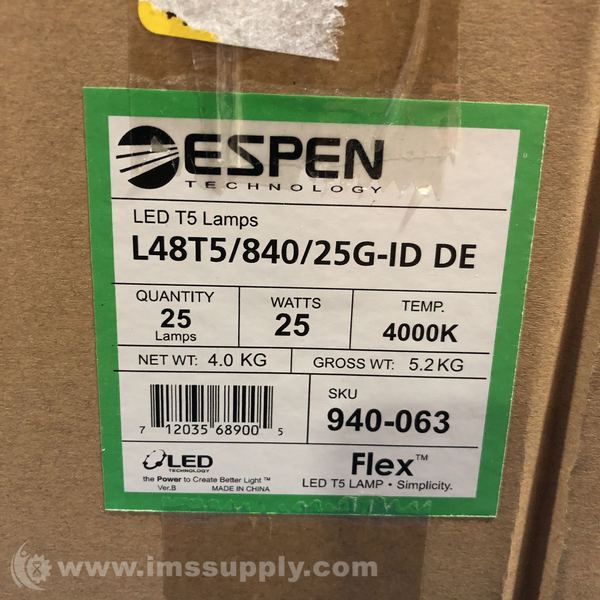 ESPEN
TECHNOLOGY
LED T5 Lamps
L48T5/840/25G-ID DE
QUANTITY
25
Lamps
WATTS
25
TEMP.
4000K
NET WT: 4.0 KG
GROSS WT: 5.2 KG
7 12035 68900 5
SKU
940-063
LED
TECHNOLOGY
the Power to Create Better Light™
Ver.B MADE IN CHINA
Flex™
LED T5 LAMP • Simplicity.
www.imssupply.com